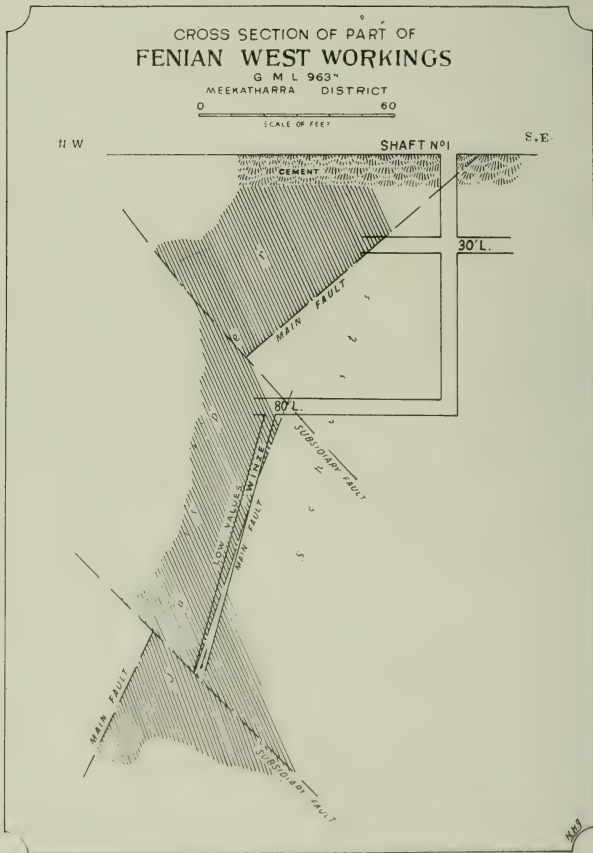 CROSS SECTION OF PART OF
FENIAN WEST WORKINGS
G M L 963ᴺ
MEEKATHARRA DISTRICT
0 60
SCALE OF FEET
N W
SHAFT Nº1
S.E.
CEMENT
30'L.
MAIN FAULT
80'L.
SUBSIDIARY FAULT
LOW VALUES
WINZE
MAIN FAULT
MAIN FAULT
SUBSIDIARY FAULT